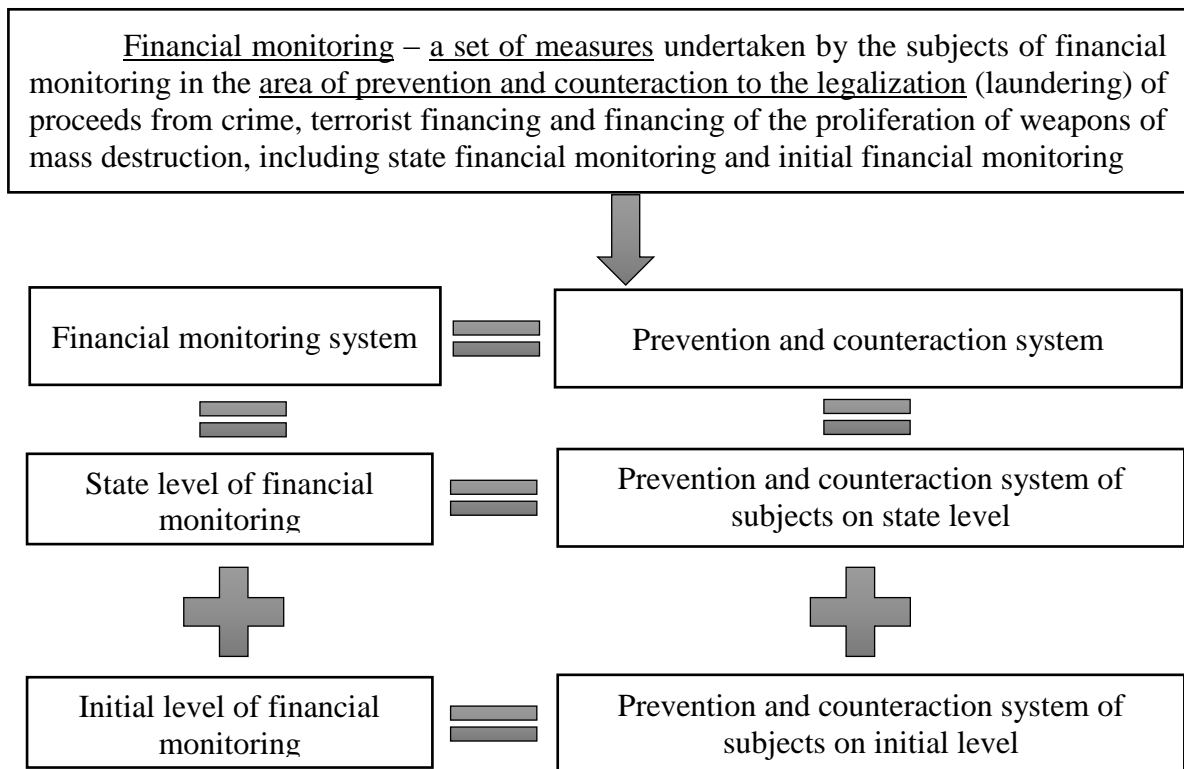 Financial monitoring – a set of measures undertaken by the subjects of financial
monitoring in the area of prevention and counteraction to the legalization (laundering) of
proceeds from crime, terrorist financing and financing of the proliferation of weapons of
mass destruction, including state financial monitoring and initial financial monitoring
Financial monitoring system
Prevention and counteraction system
State level of financial
monitoring
Prevention and counteraction system of
subjects on state level
Initial level of financial
monitoring
Prevention and counteraction system of
subjects on initial level